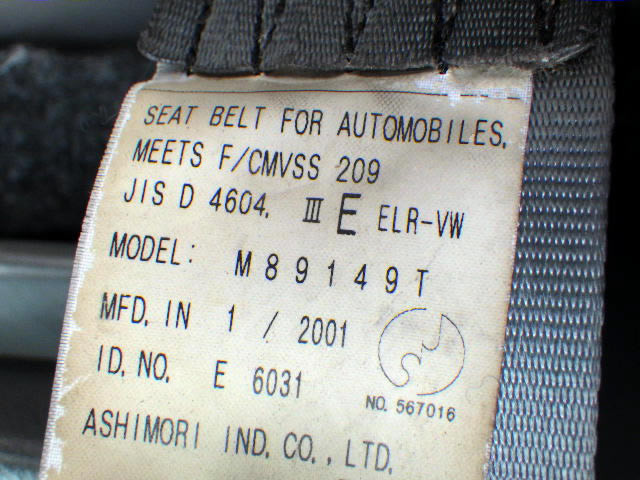 SEAT BELT FOR AUTOMOBILES.
MEETS F/CMVSS 209
JIS D 4604. III E ELR-VW
MODEL: M89149T
MFD. IN 1 / 2001
ID. NO. E 6031
NO. 567016
ASHIMORI IND. CO., LTD.